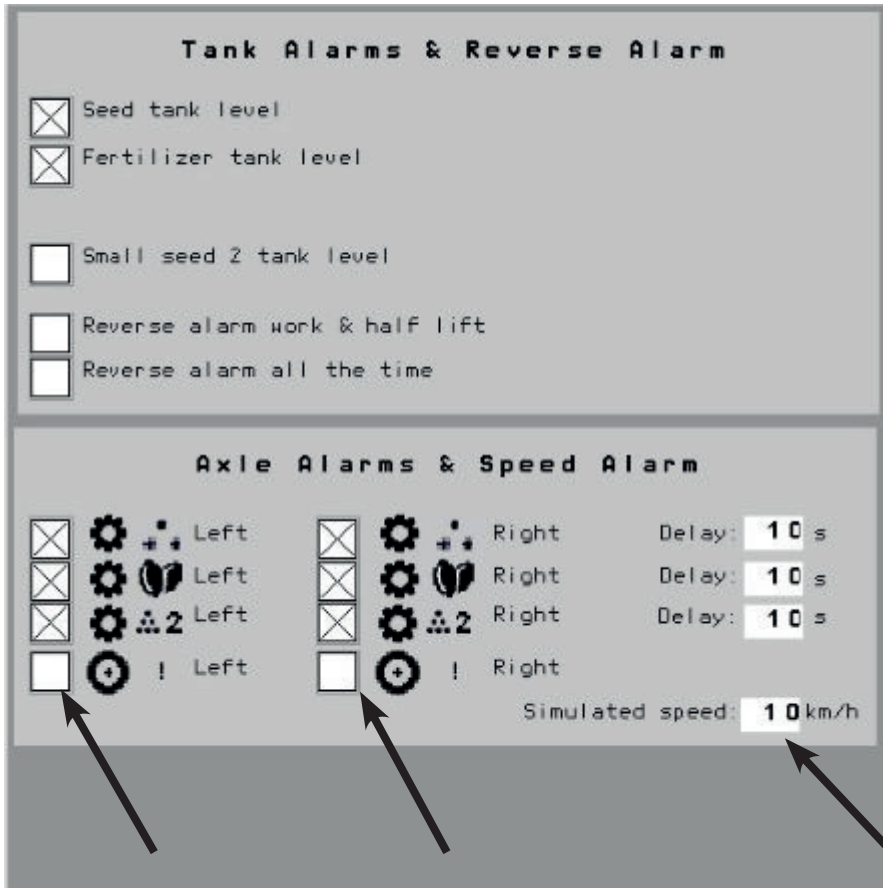 Tank Alarms & Reverse Alarm
Seed tank level
Fertilizer tank level
Small seed 2 tank level
Reverse alarm work & half lift
Reverse alarm all the time
Axle Alarms & Speed Alarm
Left Right Delay: 10 s
Left Right Delay: 10 s
2 Left 2 Right Delay: 10 s
! Left ! Right
Simulated speed: 10 km/h